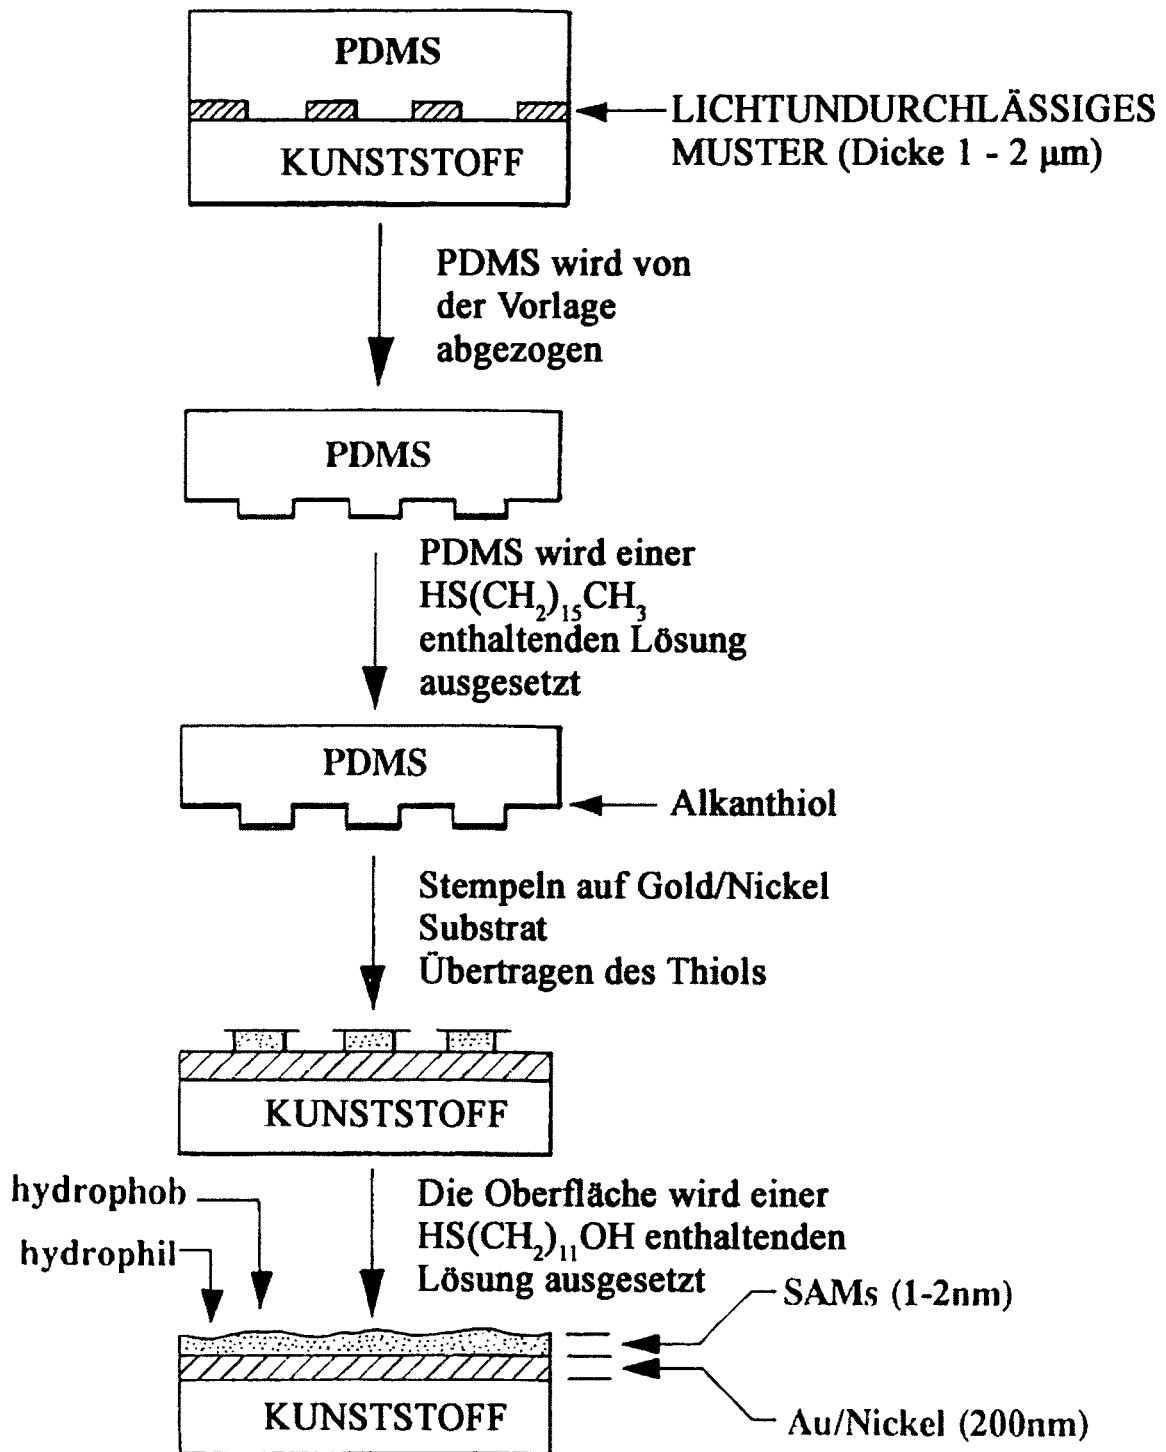 PDMS
LICHTUNDURCHLÄSSIGES
MUSTER (Dicke 1 - 2 µm)
KUNSTSTOFF
PDMS wird von
der Vorlage
abgezogen
PDMS
PDMS wird einer
HS(CH₂)₁₅CH₃
enthaltenden Lösung
ausgesetzt
PDMS
Alkanthiol
Stempeln auf Gold/Nickel
Substrat
Übertragen des Thiols
KUNSTSTOFF
hydrophob
hydrophil
Die Oberfläche wird einer
HS(CH₂)₁₁OH enthaltenden
Lösung ausgesetzt
SAMs (1-2nm)
Au/Nickel (200nm)
KUNSTSTOFF